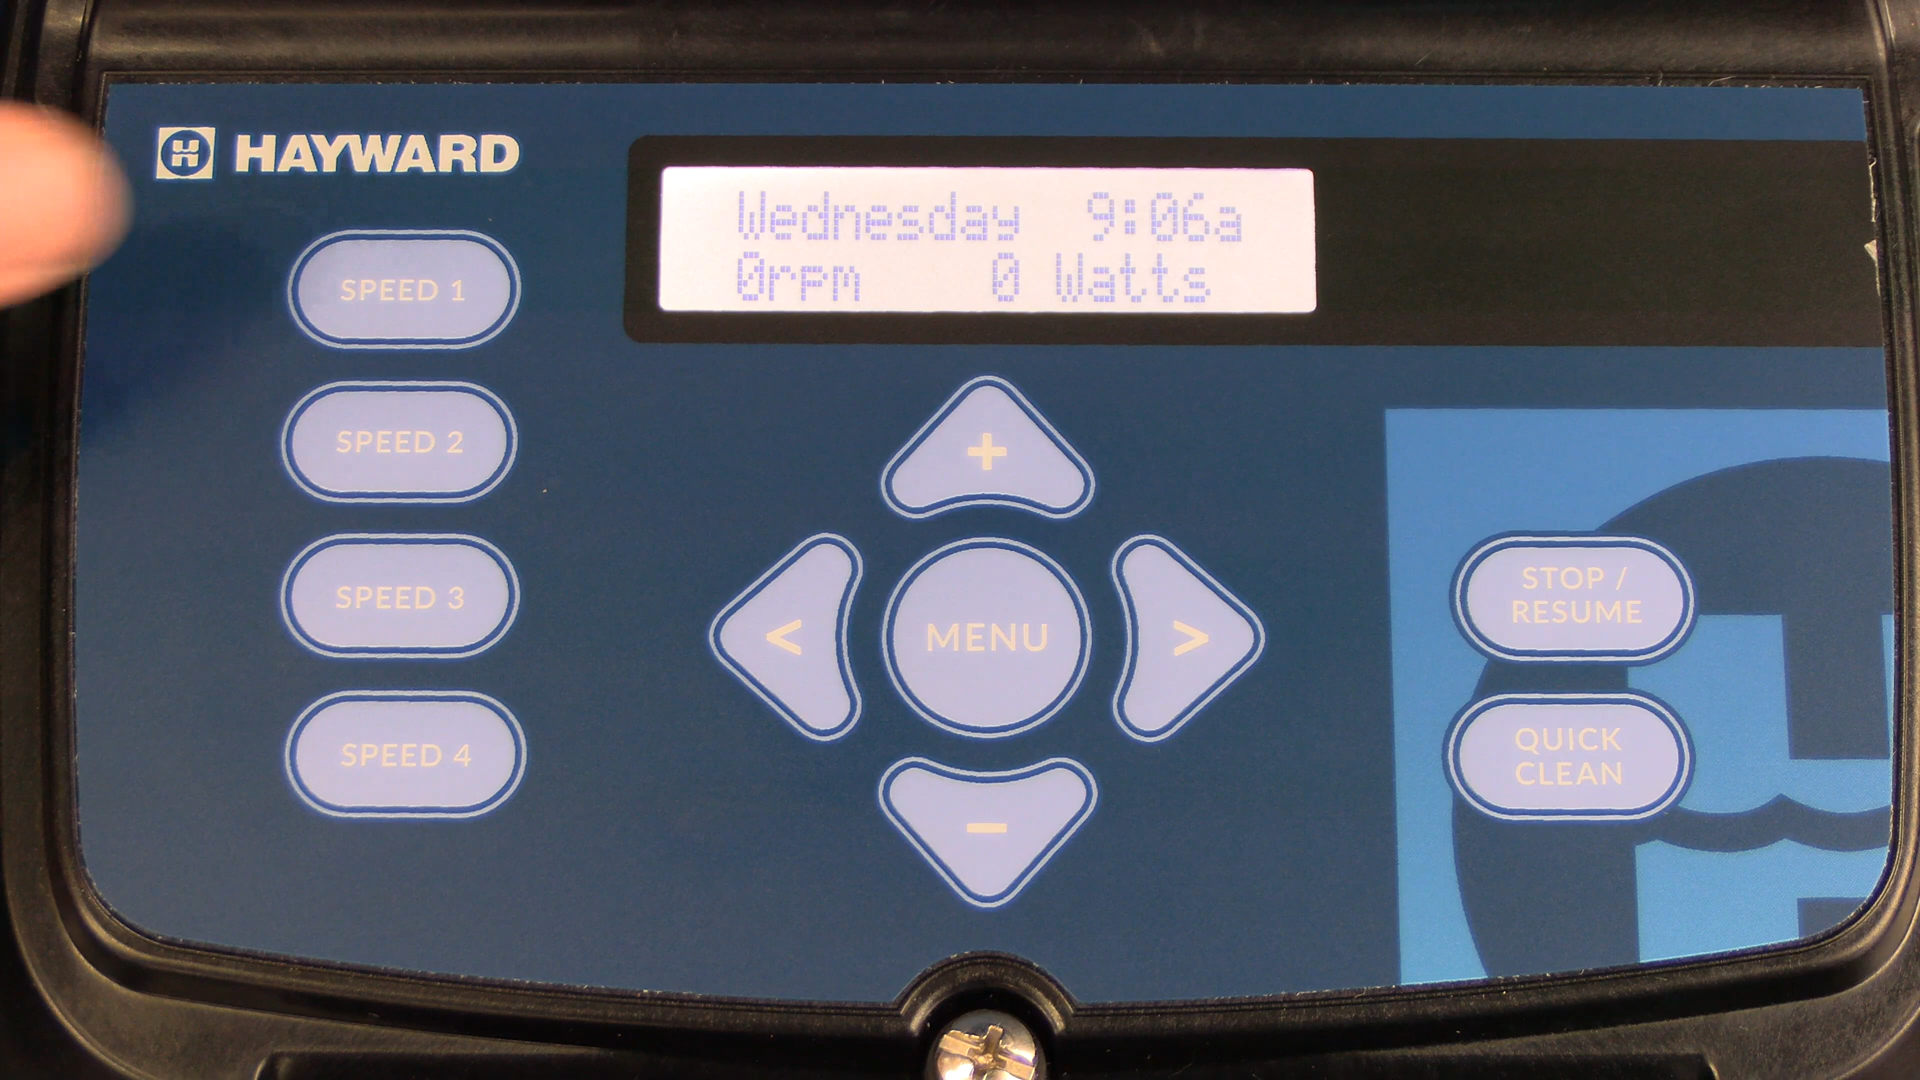 HAYWARD
Wednesday 9:06a
0rpm 0 Watts
SPEED 1
SPEED 2
SPEED 3
SPEED 4
+
<
MENU
>
−
STOP /
RESUME
QUICK
CLEAN